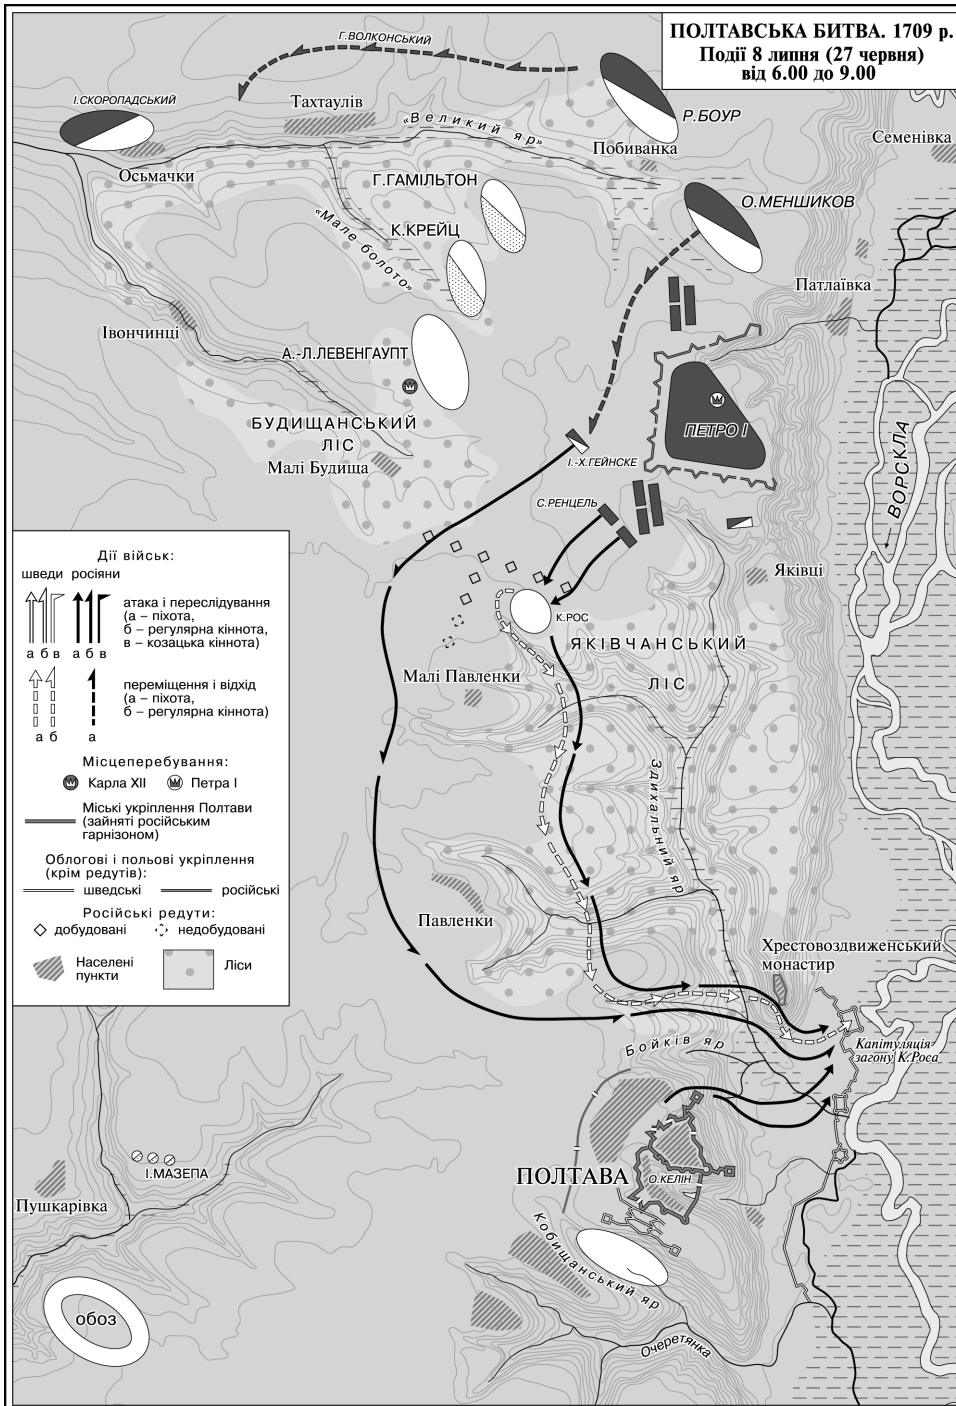 ПОЛТАВСЬКА БИТВА. 1709 р.
Події 8 липня (27 червня)
від 6.00 до 9.00
Г.ВОЛКОНСЬКИЙ
І.СКОРОПАДСЬКИЙ
Тахтаулів
«Великий яр»
Р.БОУР
Побиванка
Семенівка
Осьмачки
Г.ГАМІЛЬТОН
О.МЕНШИКОВ
К.КРЕЙЦ
«Мале болото»
Патлаївка
Івончинці
А.-Л.ЛЕВЕНГАУПТ
БУДИЩАНСЬКИЙ
ЛІС
Малі Будища
ПЕТРО І
І.-Х.ГЕЙНСКЕ
ВОРСКЛА
С.РЕНЦЕЛЬ
Яківці
К.РОС
ЯКІВЧАНСЬКИЙ
ЛІС
Малі Павленки
Здихальний яр
Павленки
Хрестовоздвиженський
монастир
Бойків яр
Капітуляція
загону К.Роса
ПОЛТАВА
О.КЕЛІН
І.МАЗЕПА
Пушкарівка
Кобищанський яр
обоз
Очеретянка
Дії військ:
шведи росіяни
атака і переслідування
(а – піхота,
б – регулярна кіннота,
в – козацька кіннота)
а б в а б в
переміщення і відхід
(а – піхота,
б – регулярна кіннота)
а б а
Місцеперебування:
Карла XII Петра І
Міські укріплення Полтави
(зайняті російським
гарнізоном)
Облогові і польові укріплення
(крім редутів):
шведські російські
Російські редути:
добудовані недобудовані
Населені
пункти
Ліси